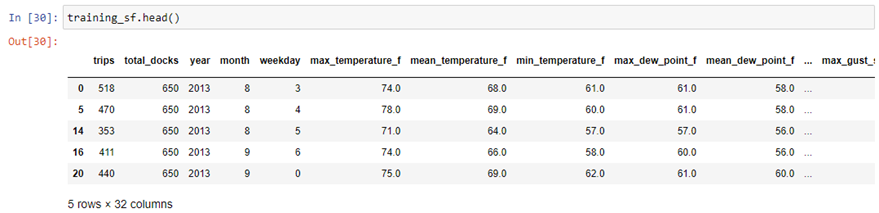 In [30]: training_sf.head()
Out[30]:
trips total_docks year month weekday max_temperature_f mean_temperature_f min_temperature_f max_dew_point_f mean_dew_point_f ... max_gust_s
0 518 650 2013 8 3 74.0 68.0 61.0 61.0 58.0 ...
5 470 650 2013 8 4 78.0 69.0 60.0 61.0 58.0 ...
14 353 650 2013 8 5 71.0 64.0 57.0 57.0 56.0 ...
16 411 650 2013 9 6 74.0 66.0 58.0 60.0 56.0 ...
20 440 650 2013 9 0 75.0 69.0 62.0 61.0 60.0 ...
5 rows × 32 columns